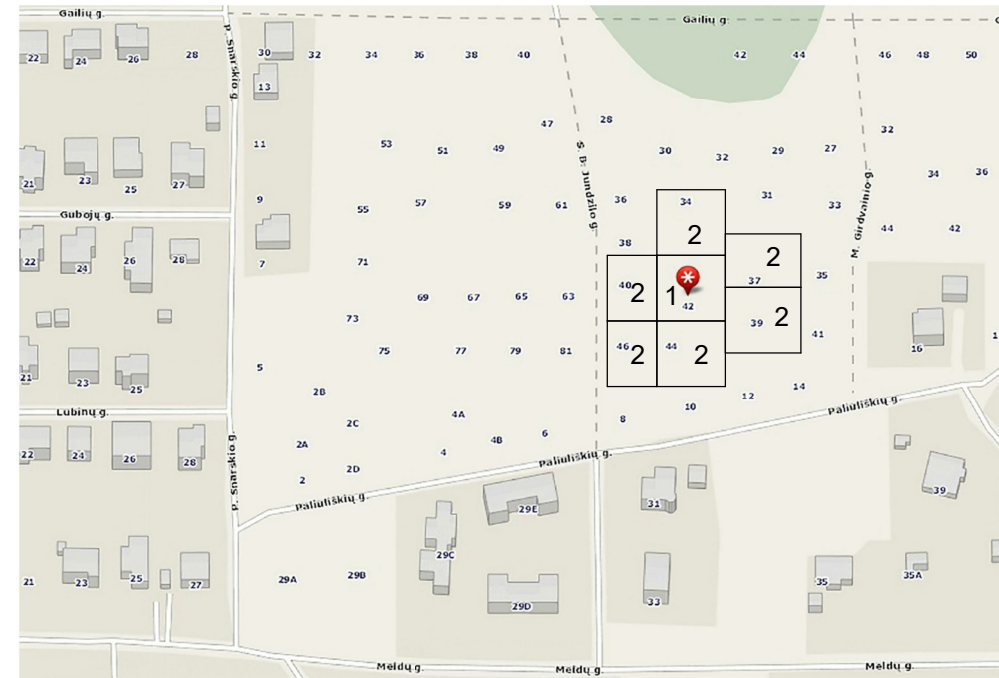 Gailių g.
Gailių g.
G
22 24 26 28 30 32 34 36 38 40 42 44 46 48 50
P. Snarskio g.
13
47 28 32
11 53 51 49 30 32 29 27
S. B. Jundzilo g.
21 23 25 27 34 36
M. Girdvainio g.
9 55 57 59 61 36 34 31 33
Gubojų g.
44 42
38 2 2
22 24 26 28 7 71 37 35
40 2 1 * 42
69 67 65 63
73 39 2 41
16 1
75 77 79 81 46 2 44 2
21 23 25 5
2B 12 14
Lubinų g.
4A 8 10
Paliuliškių g.
2C
22 24 26 28 2A 4B 6
P. Snarskio g.
4
Paliuliškių g.
2D
2
Paliuliškių g.
31 39
29E
29C
21 23 25 27 29A 29B 35 35A
29D 33
Meldų g.
Meldų g.
Meldų g.